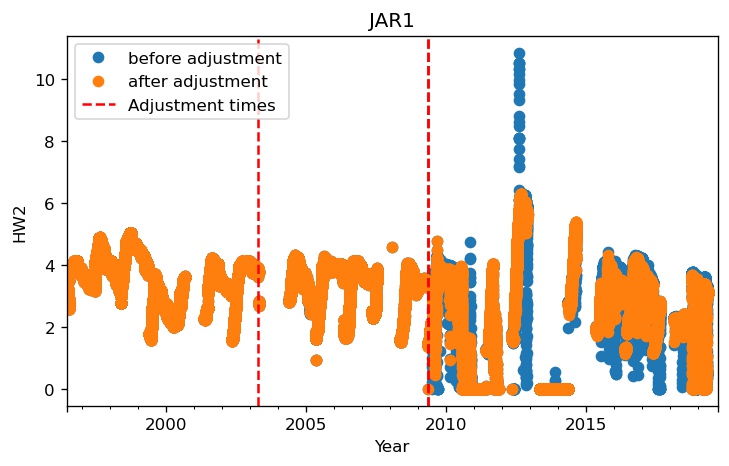 JAR1
before adjustment
after adjustment
Adjustment times
HW2
10
8
6
4
2
0
2000 2005 2010 2015
Year